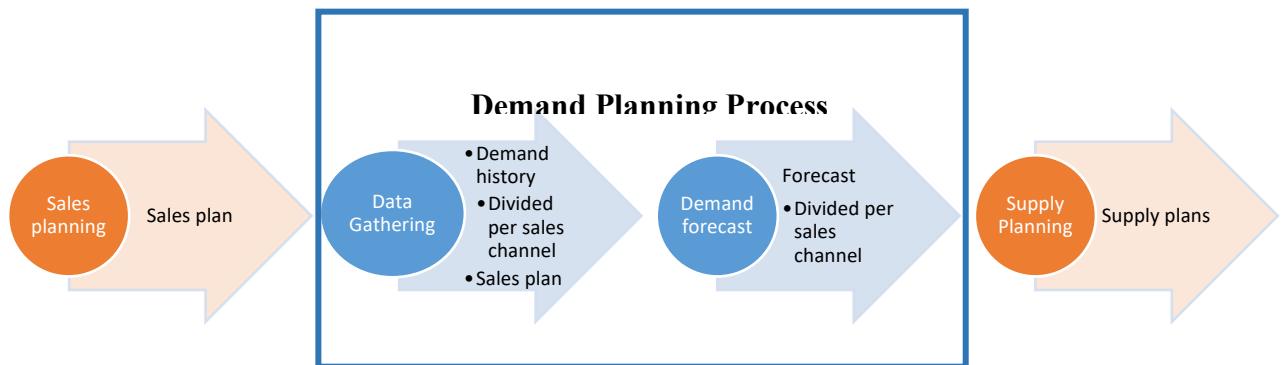 Demand Planning Process
Sales
planning
Sales plan
Data
Gathering
•Demand
history
•Divided
per sales
channel
•Sales plan
Demand
forecast
Forecast
•Divided per
sales
channel
Supply
Planning
Supply plans